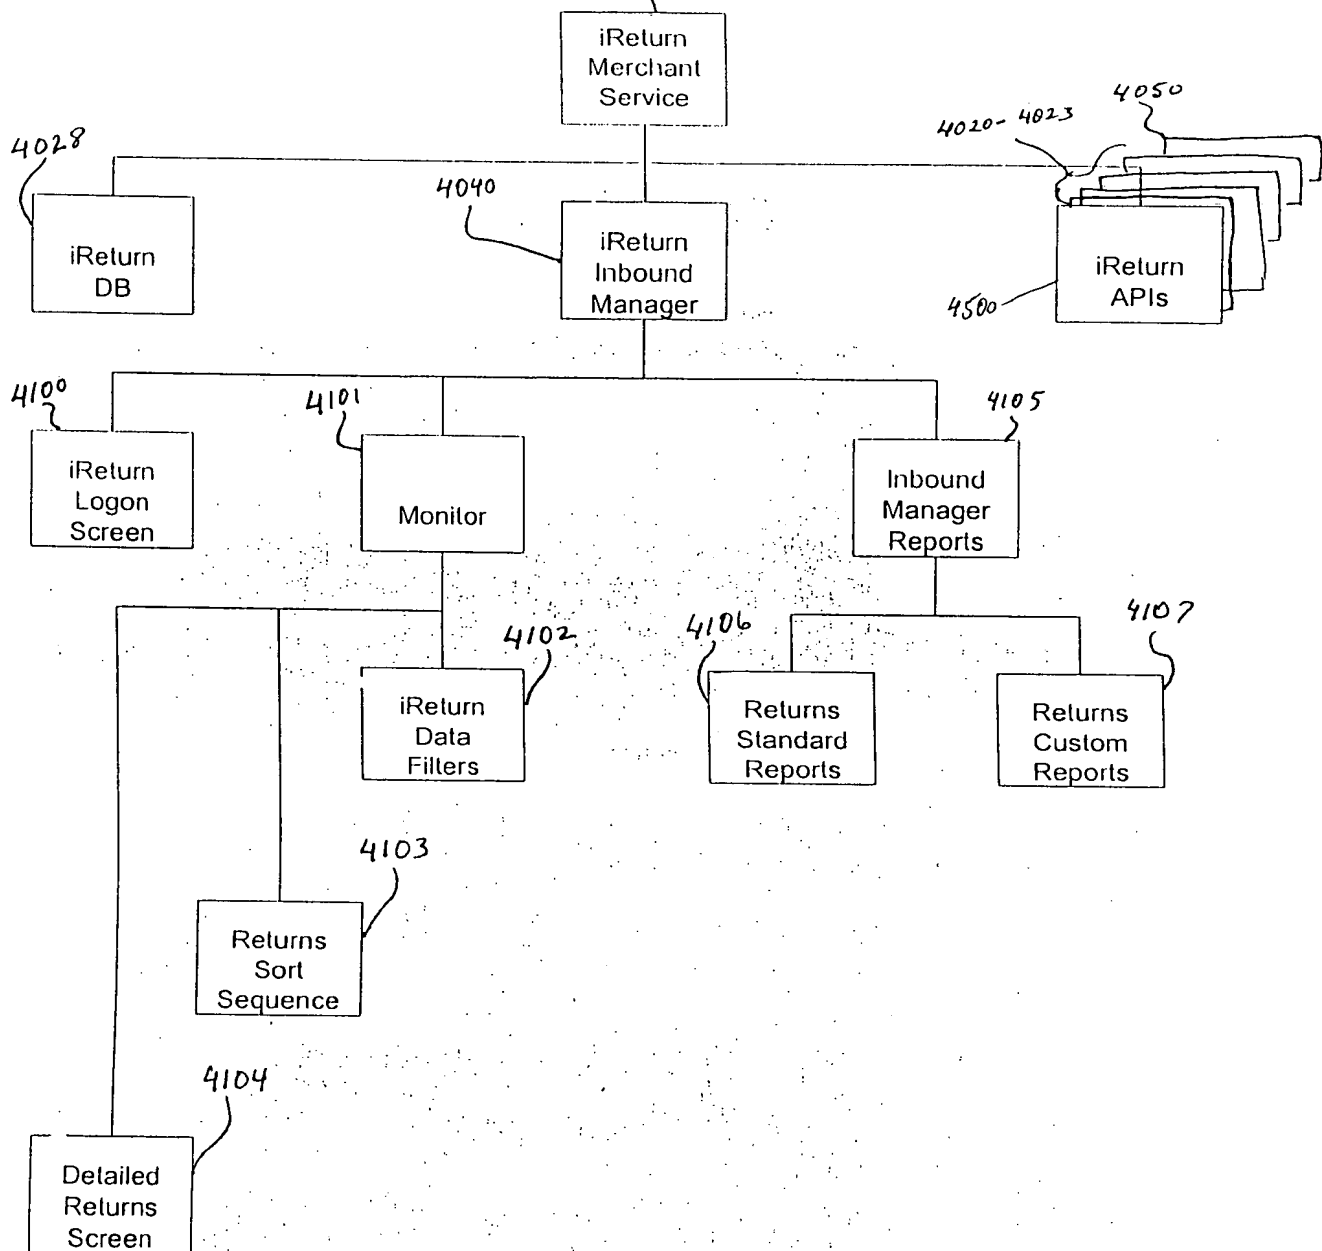 iReturn
Merchant
Service
4028
4040
4020-4023
4050
iReturn
DB
iReturn
Inbound
Manager
iReturn
APIs
4500
4100
4101
4105
iReturn
Logon
Screen
Monitor
Inbound
Manager
Reports
4102
4106
4107
iReturn
Data
Filters
Returns
Standard
Reports
Returns
Custom
Reports
4103
Returns
Sort
Sequence
4104
Detailed
Returns
Screen